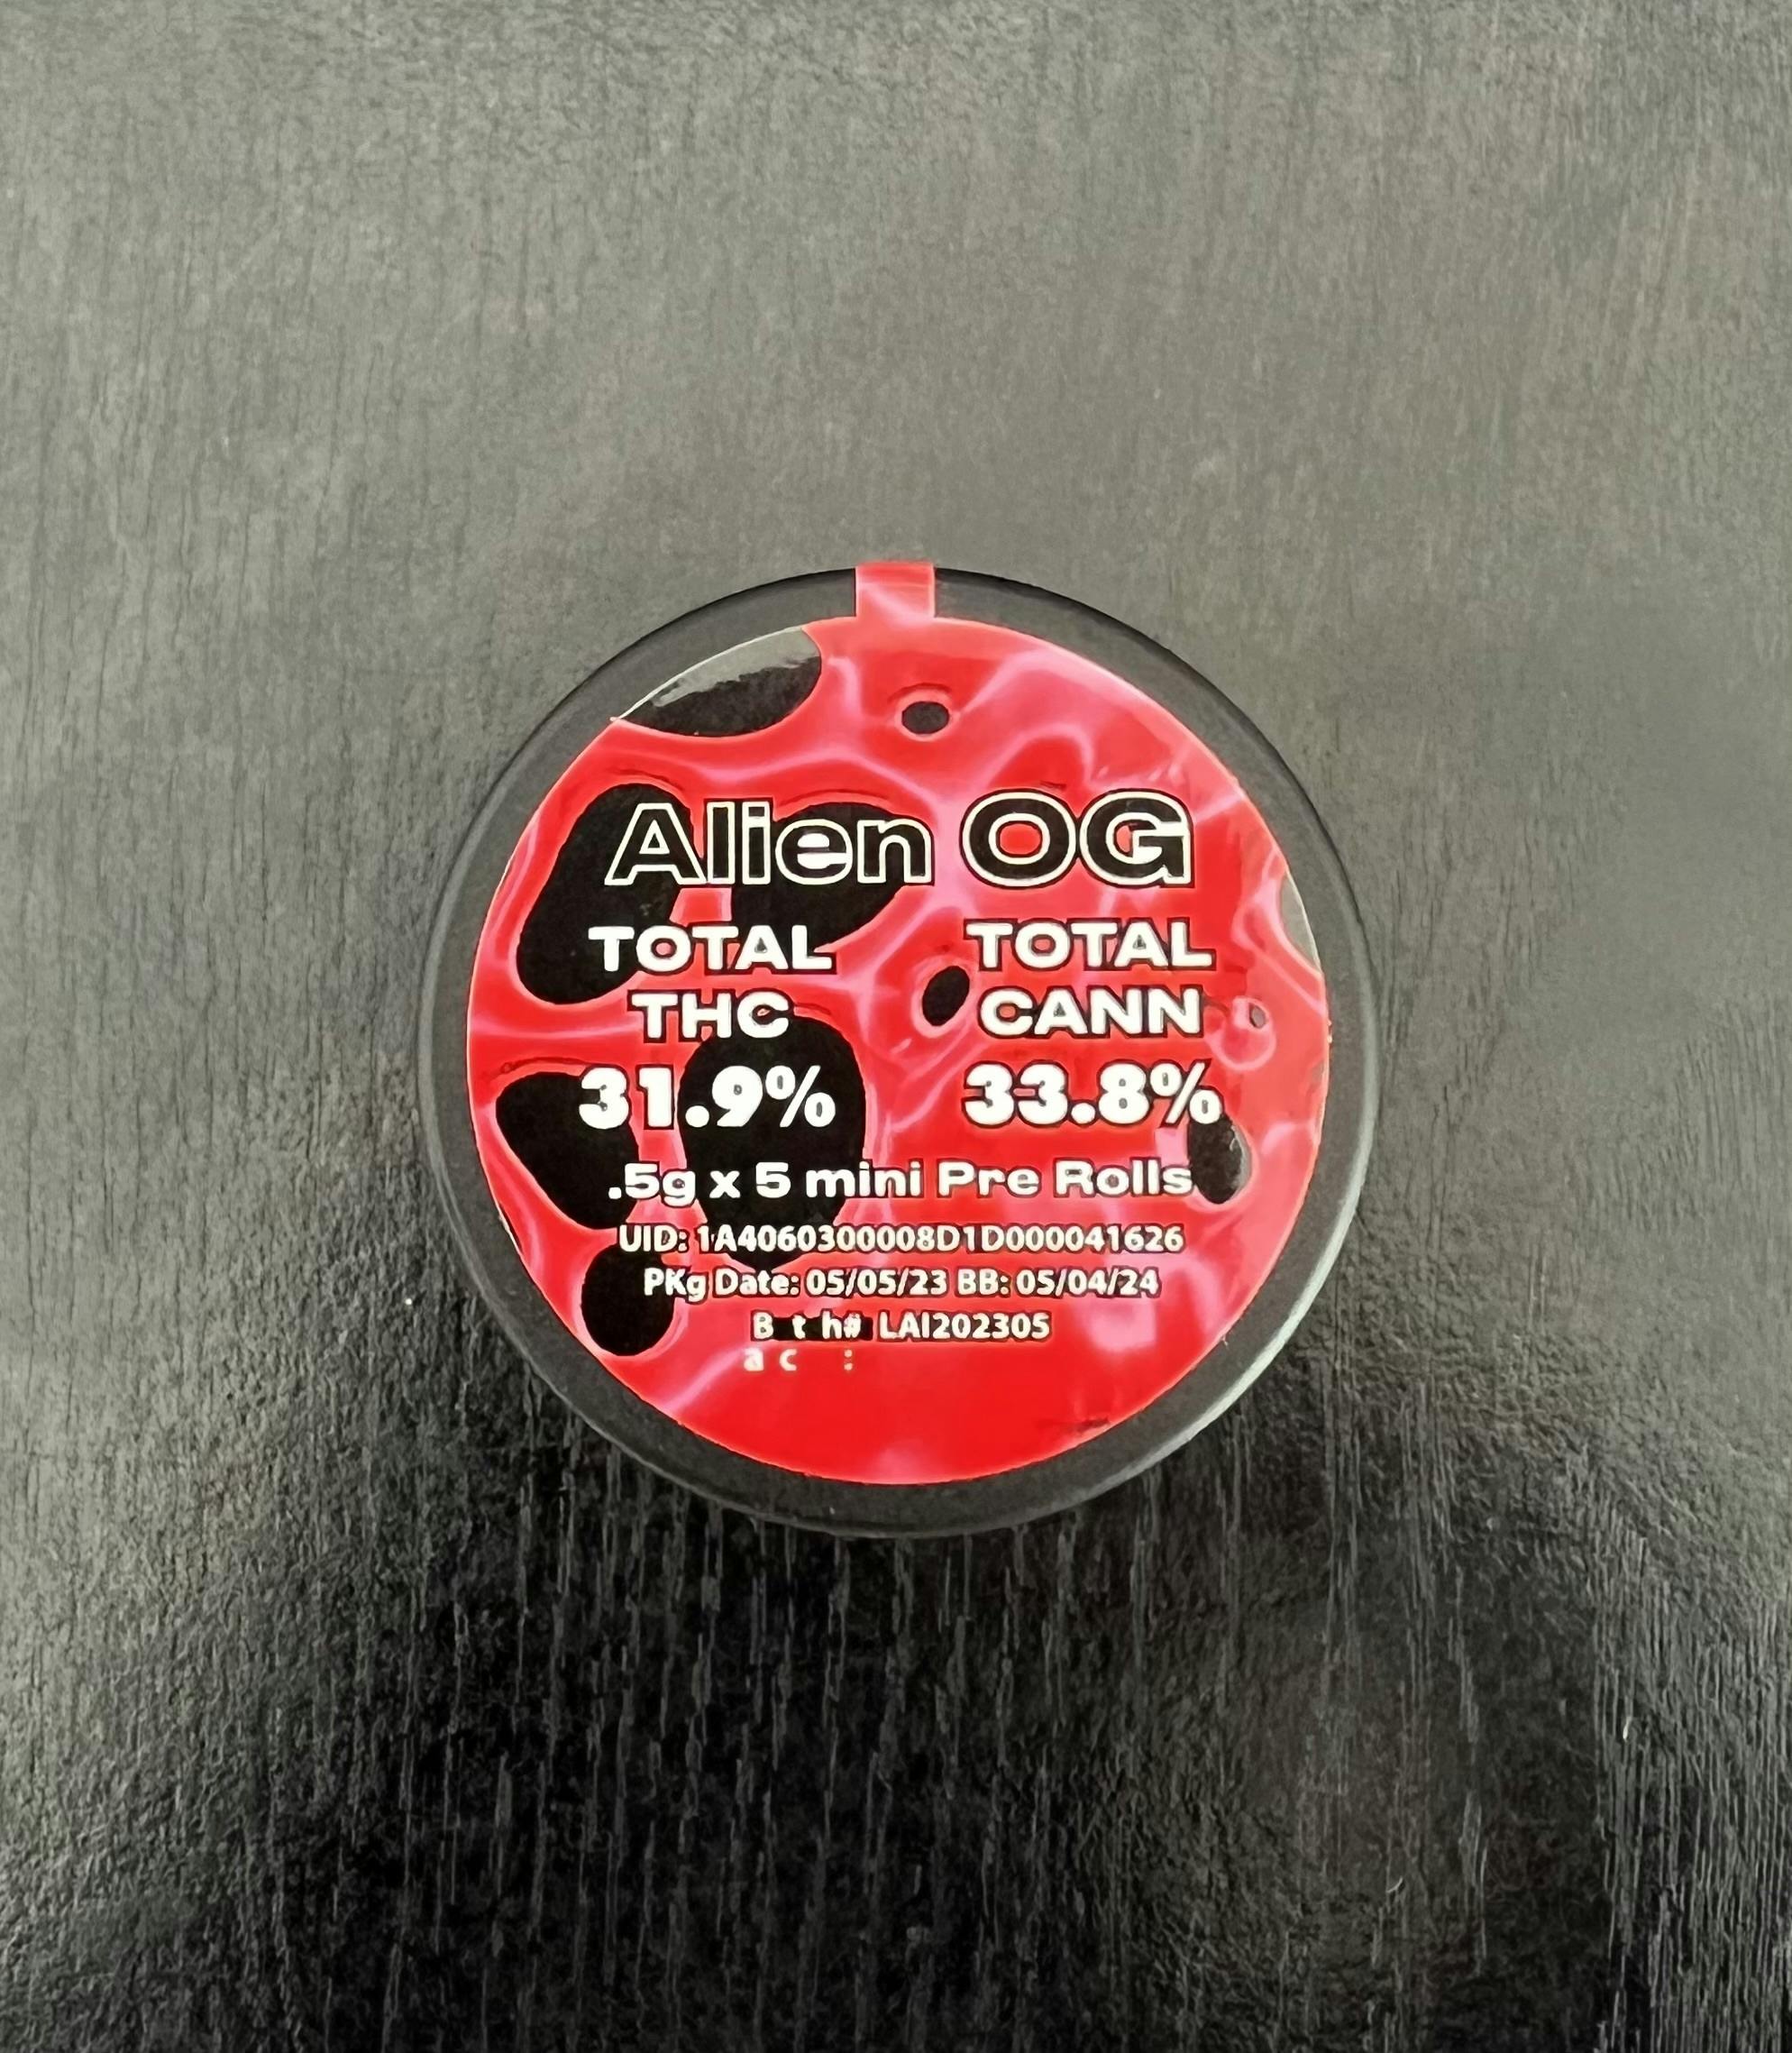 Alien OG
TOTAL TOTAL
THC CANN
31.9% 33.8%
.5g x 5 mini Pre Rolls
UID: 1A4060300008D1D000041626
PKg Date: 05/05/23 BB: 05/04/24
Batch#: LAI202305